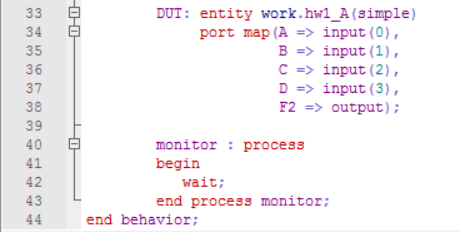 33 DUT: entity work.hw1_A(simple)
34 port map(A => input(0),
35 B => input(1),
36 C => input(2),
37 D => input(3),
38 F2 => output);
39
40 monitor : process
41 begin
42 wait;
43 end process monitor;
44 end behavior;